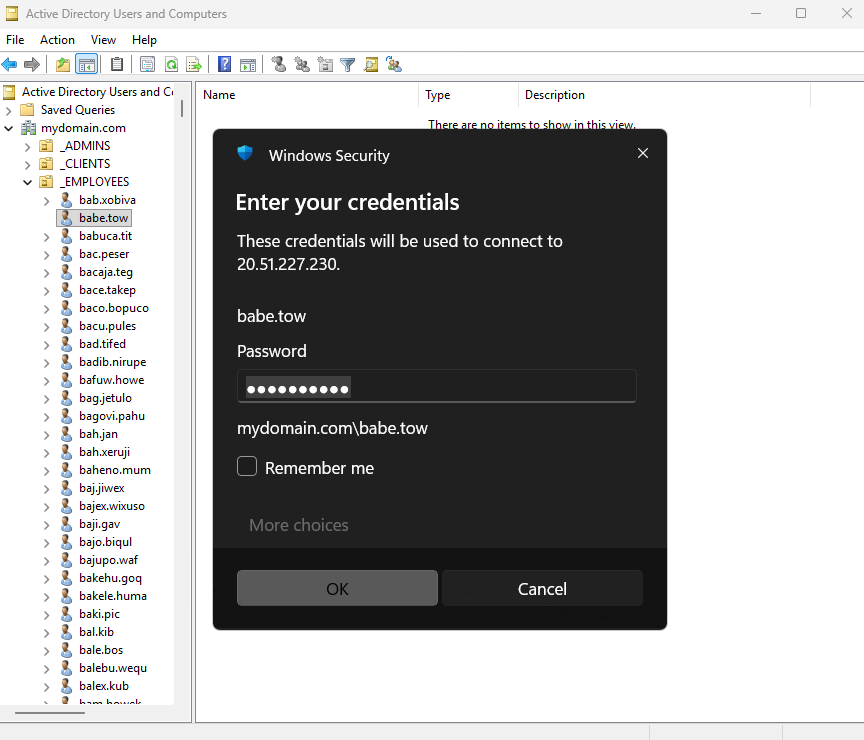 Active Directory Users and Computers
File Action View Help
Active Directory Users and Co
Saved Queries
mydomain.com
_ADMINS
_CLIENTS
_EMPLOYEES
bab.xobiva
babe.tow
babuca.tit
bac.peser
bacaja.teg
bace.takep
baco.bopuco
bacu.pules
bad.tifed
badib.nirupe
bafuw.howe
bag.jetulo
bagovi.pahu
bah.jan
bah.xeruji
baheno.mum
baj.jiwex
bajex.wixuso
baji.gav
bajo.biqul
bajupo.waf
bakehu.goq
bakele.huma
baki.pic
bal.kib
bale.bos
balebu.wequ
balex.kub
bam.howek
Name Type Description
There are no items to show in this view.
Windows Security
Enter your credentials
These credentials will be used to connect to
20.51.227.230.
babe.tow
Password
●●●●●●●●●●
mydomain.com\babe.tow
Remember me
More choices
OK Cancel